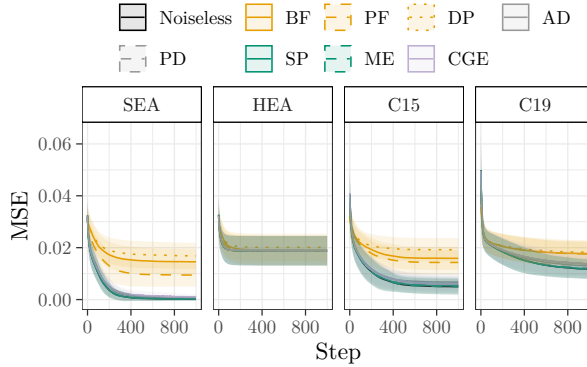 Noiseless BF PF DP AD
PD SP ME CGE
SEA HEA C15 C19
0.06
0.04
0.02
0.00
MSE
0 400 800 0 400 800 0 400 800 0 400 800
Step